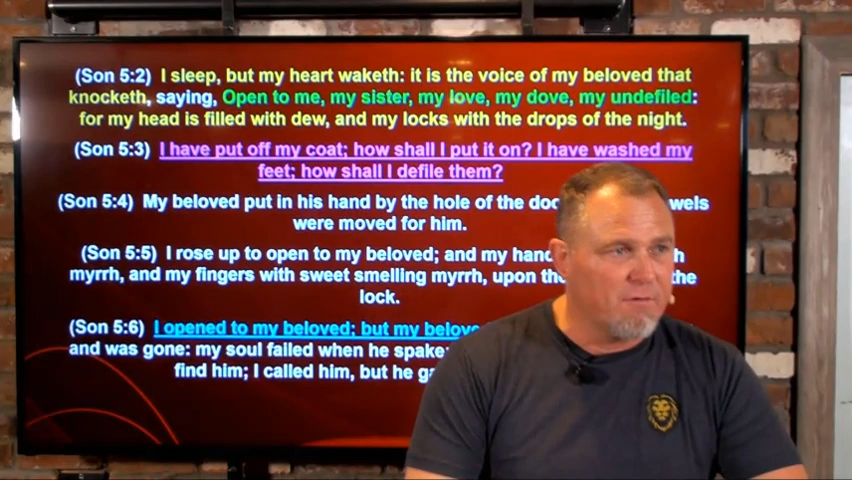 (Son 5:2) I sleep, but my heart waketh: it is the voice of my beloved that
knocketh, saying, Open to me, my sister, my love, my dove, my undefiled:
for my head is filled with dew, and my locks with the drops of the night.
(Son 5:3) I have put off my coat; how shall I put it on? I have washed my
feet; how shall I defile them?
(Son 5:4) My beloved put in his hand by the hole of the
were moved for him.
(Son 5:5) I rose up to open to my beloved; and my
myrrh, and my fingers with sweet smelling myrrh, upon the
lock.
(Son 5:6) I opened to my beloved; but my
and was gone: my soul failed when he spake:
find him; I called him, but he